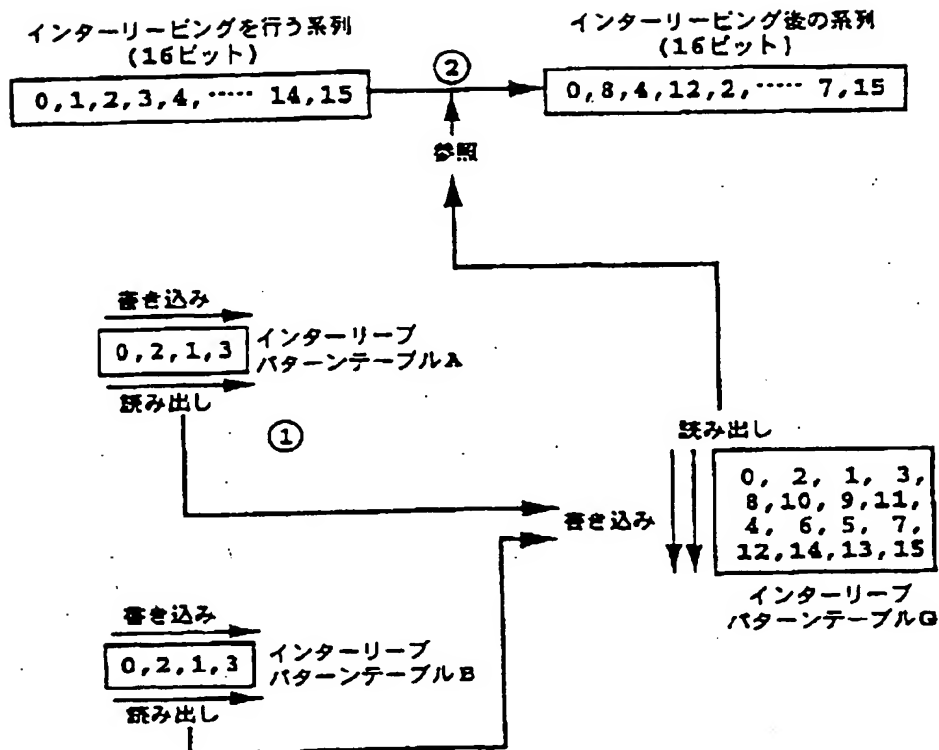 インターリービングを行う系列
(16ビット)
0,1,2,3,4,····· 14,15
②
インターリービング後の系列
(16ビット)
0,8,4,12,2,····· 7,15
参照
書き込み
0,2,1,3
読み出し
インターリーブ
パターンテーブルA
①
読み出し
書き込み
0, 2, 1, 3,
8,10, 9,11,
4, 6, 5, 7,
12,14,13,15
インターリーブ
パターンテーブルG
書き込み
0,2,1,3
読み出し
インターリーブ
パターンテーブルB